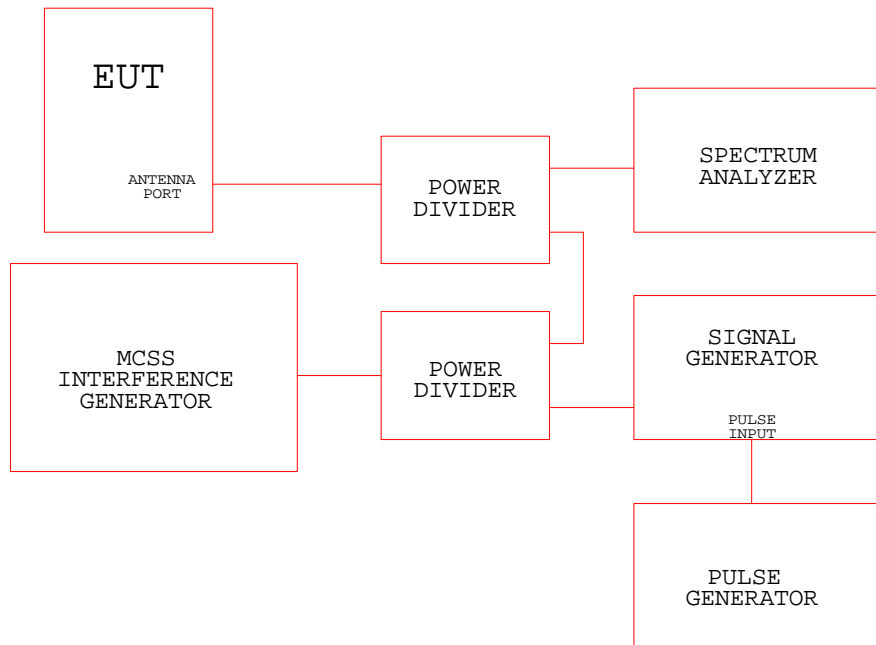 EUT
ANTENNA
PORT
POWER
DIVIDER
SPECTRUM
ANALYZER
MCSS
INTERFERENCE
GENERATOR
POWER
DIVIDER
SIGNAL
GENERATOR
PULSE
INPUT
PULSE
GENERATOR